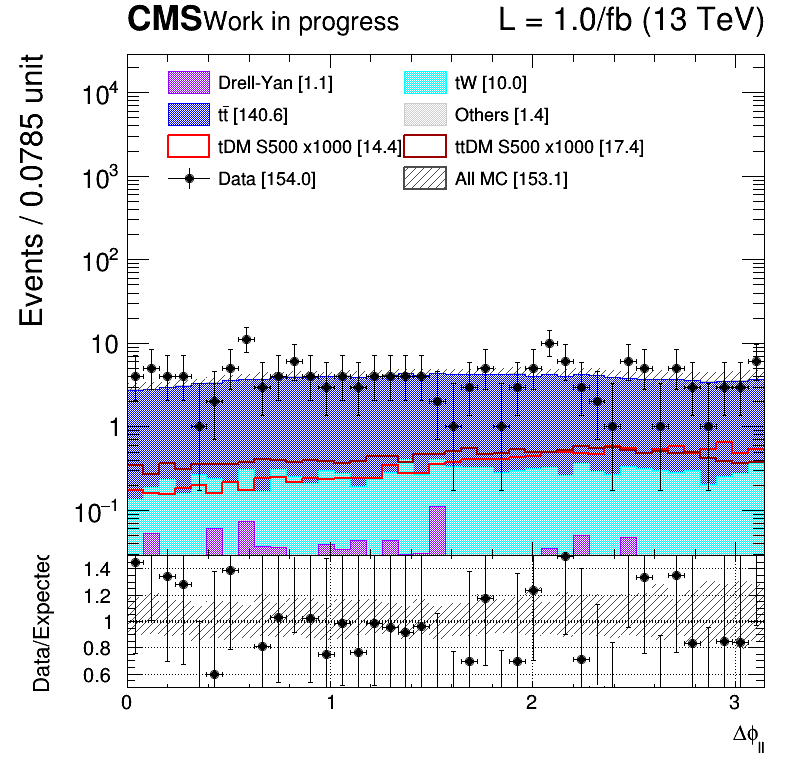 CMS Work in progress L = 1.0/fb (13 TeV)
Events / 0.0785 unit
Drell-Yan [1.1] tW [10.0]
tt̄ [140.6] Others [1.4]
tDM S500 x1000 [14.4] ttDM S500 x1000 [17.4]
Data [154.0] All MC [153.1]
10⁴
10³
10²
10
1
10⁻¹
Data/Expected
1.4
1.2
1
0.8
0.6
0 1 2 3
Δϕ_ll